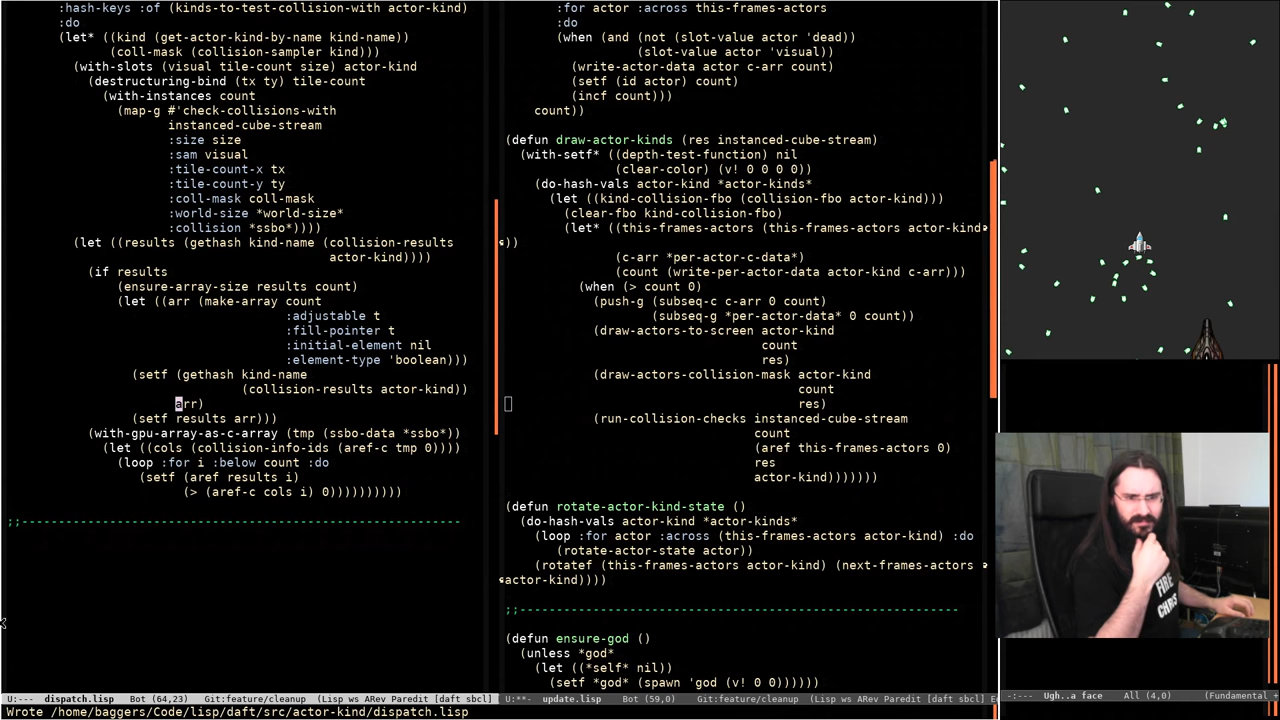 :hash-keys :of (kinds-to-test-collision-with actor-kind)
:do
(let* ((kind (get-actor-kind-by-name kind-name))
(coll-mask (collision-sampler kind)))
(with-slots (visual tile-count size) actor-kind
(destructuring-bind (tx ty) tile-count
(with-instances count
(map-g #'check-collisions-with
instanced-cube-stream
:size size
:sam visual
:tile-count-x tx
:tile-count-y ty
:coll-mask coll-mask
:world-size *world-size*
:collision *ssbo*))))
(let ((results (gethash kind-name (collision-results
actor-kind))))
(if results
(ensure-array-size results count)
(let ((arr (make-array count
:adjustable t
:fill-pointer t
:initial-element nil
:element-type 'boolean)))
(setf (gethash kind-name
(collision-results actor-kind))
arr)
(setf results arr)))
(with-gpu-array-as-c-array (tmp (ssbo-data *ssbo*))
(let ((cols (collision-info-ids (aref-c tmp 0))))
(loop :for i :below count :do
(setf (aref results i)
(> (aref-c cols i) 0))))))))))
;;------------------------------------------------------------
U:--- dispatch.lisp Bot (64,23) Git:feature/cleanup (Lisp ws ARev Paredit [daft sbcl]
:for actor :across this-frames-actors
:do
(when (and (not (slot-value actor 'dead))
(slot-value actor 'visual))
(write-actor-data actor c-arr count)
(setf (id actor) count)
(incf count)))
count))
(defun draw-actor-kinds (res instanced-cube-stream)
(with-setf* ((depth-test-function) nil
(clear-color) (v! 0 0 0 0))
(do-hash-vals actor-kind *actor-kinds*
(let ((kind-collision-fbo (collision-fbo actor-kind)))
(clear-fbo kind-collision-fbo)
(let* ((this-frames-actors (this-frames-actors actor-kind
))
(c-arr *per-actor-c-data*)
(count (write-per-actor-data actor-kind c-arr)))
(when (> count 0)
(push-g (subseq-c c-arr 0 count)
(subseq-g *per-actor-data* 0 count))
(draw-actors-to-screen actor-kind
count
res)
(draw-actors-collision-mask actor-kind
count
res)
(run-collision-checks instanced-cube-stream
count
(aref this-frames-actors 0)
res
actor-kind)))))))
(defun rotate-actor-kind-state ()
(do-hash-vals actor-kind *actor-kinds*
(loop :for actor :across (this-frames-actors actor-kind) :do
(rotate-actor-state actor))
(rotatef (this-frames-actors actor-kind) (next-frames-actors
actor-kind))))
;;------------------------------------------------------------
(defun ensure-god ()
(unless *god*
(let ((*self* nil))
(setf *god* (spawn 'god (v! 0 0))))))
U:**- update.lisp Bot (59,0) Git:feature/cleanup (Lisp ws ARev Paredit [daft sbcl]
FIRE
CHRIS
-:--- Ugh..a face All (4,0) (Fundamental +
Wrote /home/baggers/Code/lisp/daft/src/actor-kind/dispatch.lisp